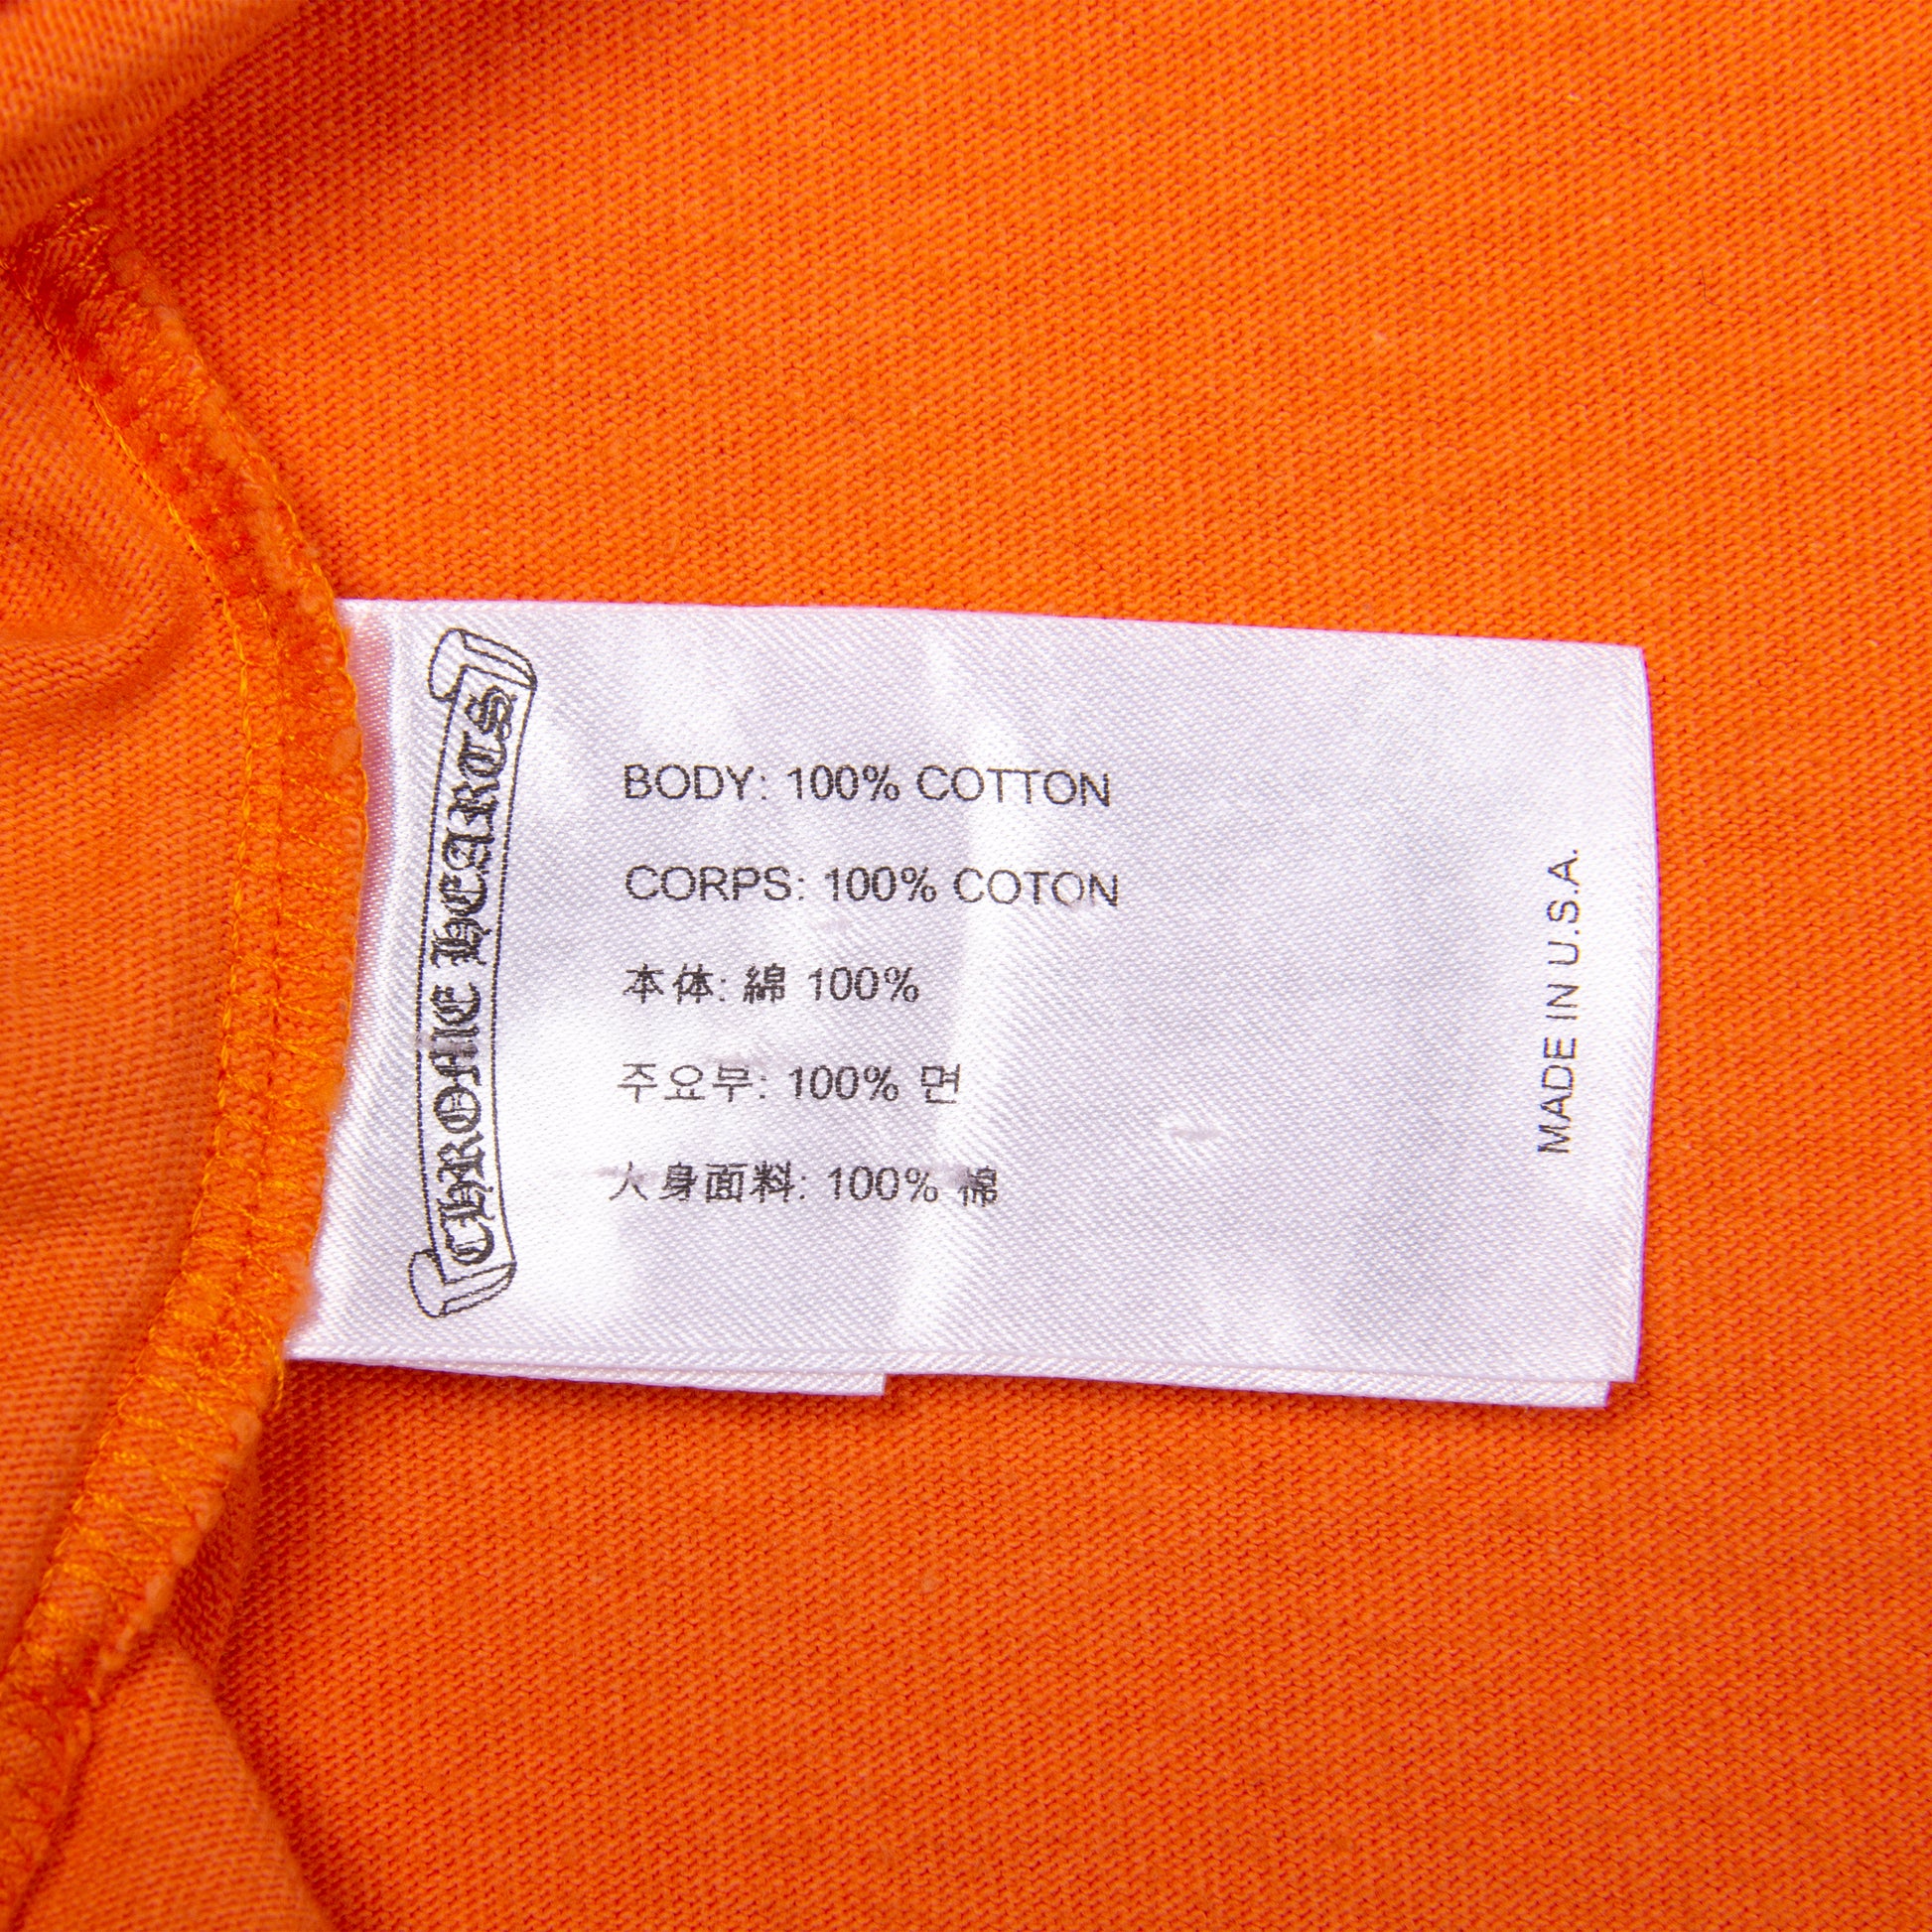 CHROME HEARTS
BODY: 100% COTTON
CORPS: 100% COTON
本体: 綿 100%
주요무: 100% 면
大身面料: 100% 棉
MADE IN U.S.A.